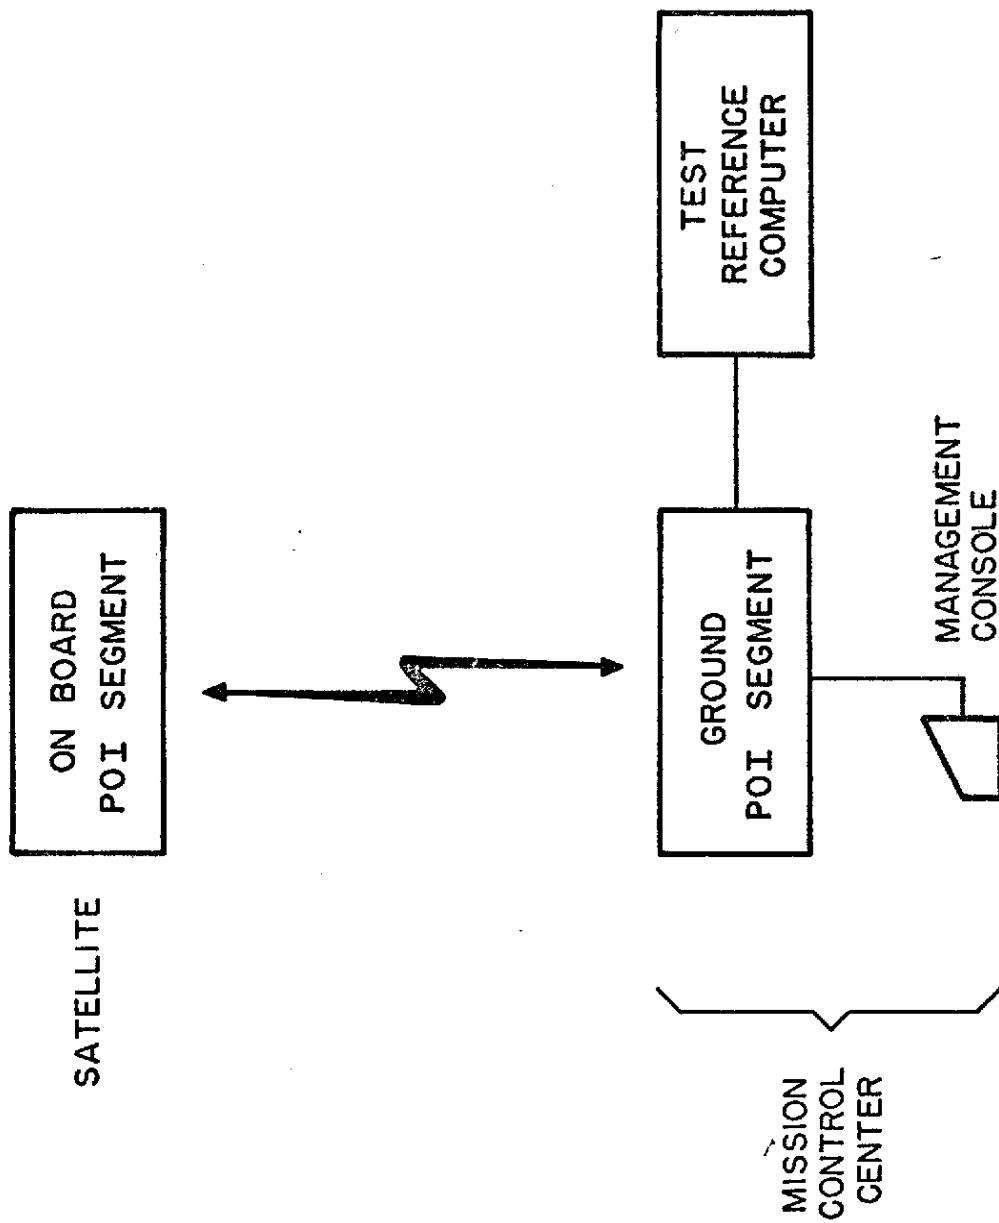 SATELLITE
ON BOARD
POI SEGMENT
MISSION
CONTROL
CENTER
GROUND
POI SEGMENT
TEST
REFERENCE
COMPUTER
MANAGEMENT
CONSOLE